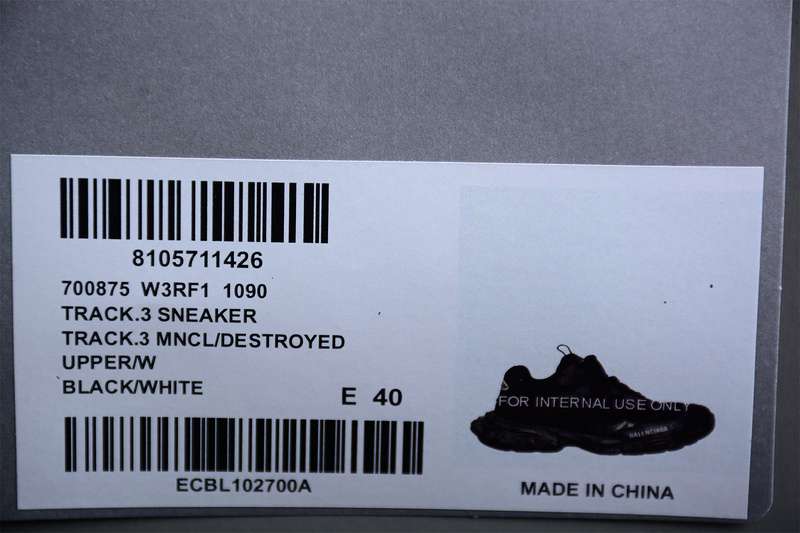 8105711426
700875 W3RF1 1090
TRACK.3 SNEAKER
TRACK.3 MNCL/DESTROYED
UPPER/W
BLACK/WHITE
E 40
ECBL102700A
FOR INTERNAL USE ONLY
BALENCIAGA
MADE IN CHINA